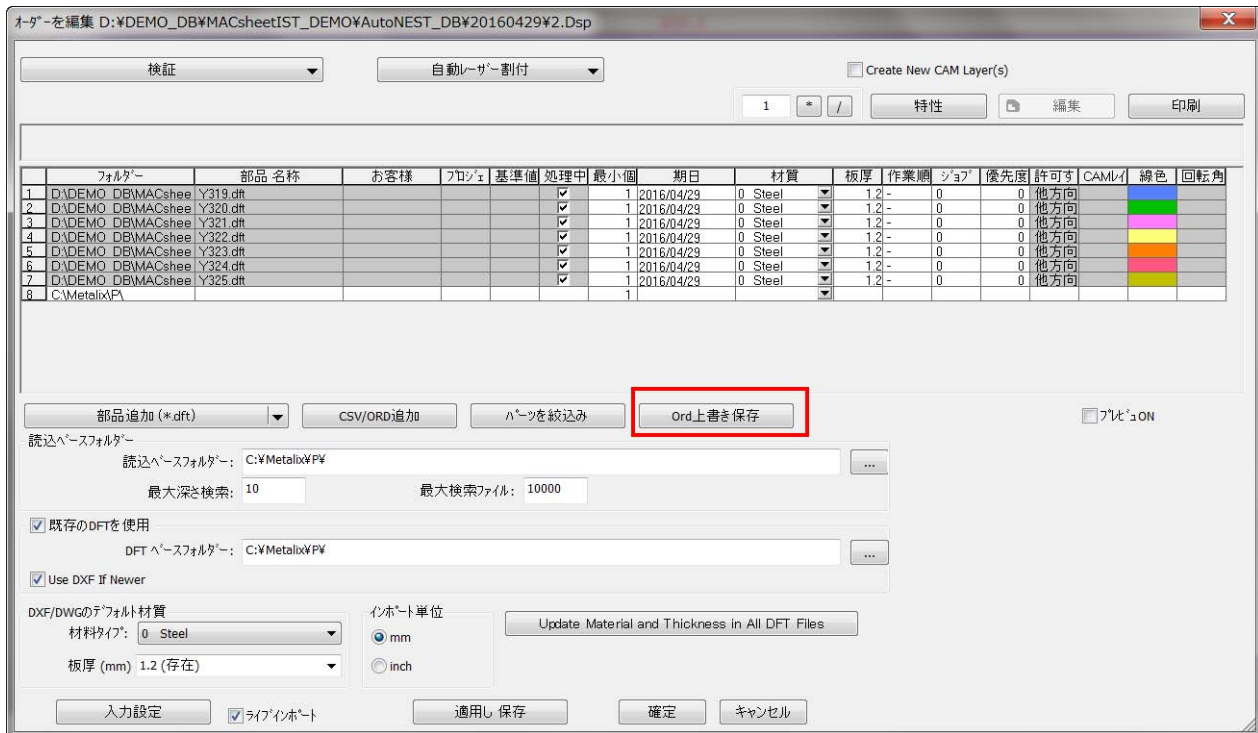 オーダーを編集 D:¥DEMO_DB¥MACsheetIST_DEMO¥AutoNEST_DB¥20160429¥2.Dsp
検証 自動レーザー割付 Create New CAM Layer(s)
1 * / 特性 編集 印刷
フォルダー 部品 名称 お客様 プロジェ 基準値 処理中 最小個 期日 材質 板厚 作業順 ジョブ 優先度 許可す CAMレイ 線色 回転角
1 D:\DEMO_DB\MACshee Y319.dft 1 2016/04/29 0 Steel 1.2 - 0 0 他方向
2 D:\DEMO_DB\MACshee Y320.dft 1 2016/04/29 0 Steel 1.2 - 0 0 他方向
3 D:\DEMO_DB\MACshee Y321.dft 1 2016/04/29 0 Steel 1.2 - 0 0 他方向
4 D:\DEMO_DB\MACshee Y322.dft 1 2016/04/29 0 Steel 1.2 - 0 0 他方向
5 D:\DEMO_DB\MACshee Y323.dft 1 2016/04/29 0 Steel 1.2 - 0 0 他方向
6 D:\DEMO_DB\MACshee Y324.dft 1 2016/04/29 0 Steel 1.2 - 0 0 他方向
7 D:\DEMO_DB\MACshee Y325.dft 1 2016/04/29 0 Steel 1.2 - 0 0 他方向
8 C:\Metalix\P\ 1
部品追加 (*.dft) CSV/ORD追加 パーツを絞込み Ord上書き保存 プレビューON
読込ベースフォルダー
読込ベースフォルダー: C:¥Metalix¥P¥ ...
最大深さ検索: 10 最大検索ファイル: 10000
既存のDFTを使用
DFT ベースフォルダー: C:¥Metalix¥P¥ ...
Use DXF If Newer
DXF/DWGのデフォルト材質 インポート単位
材料タイプ: 0 Steel mm Update Material and Thickness in All DFT Files
板厚 (mm) 1.2 (存在) inch
入力設定 ライブインポート 適用し 保存 確定 キャンセル